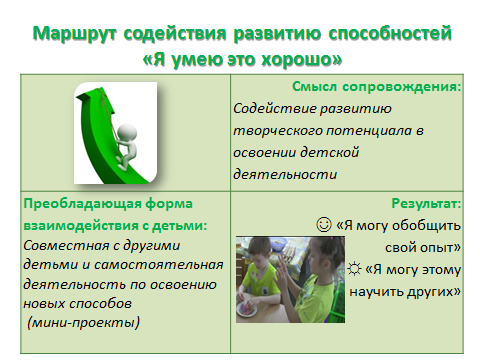 Маршрут содействия развитию способностей
«Я умею это хорошо»
Смысл сопровождения:
Содействие развитию
творческого потенциала в
освоении детской
деятельности
Преобладающая форма
взаимодействия с детьми:
Совместная с другими
детьми и самостоятельная
деятельность по освоению
новых способов
(мини-проекты)
Результат:
☺ «Я могу обобщить
свой опыт»
☼ «Я могу этому
научить других»